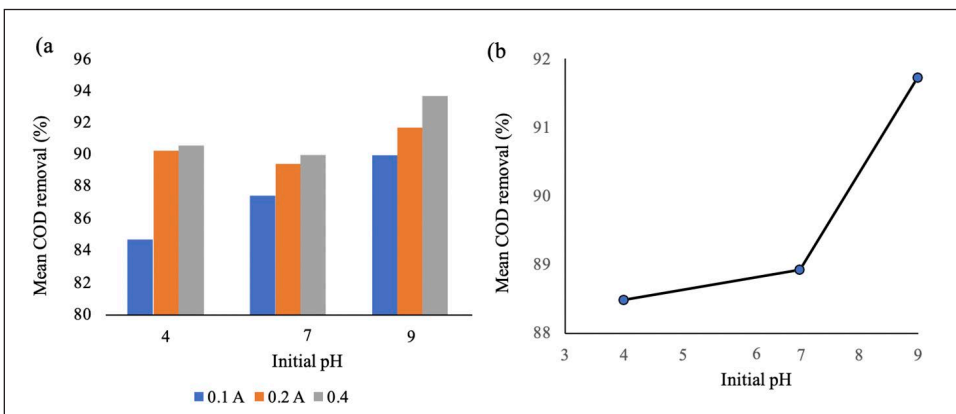 (a
96
94
92
90
88
86
84
82
80
Mean COD removal (%)
4 7 9
Initial pH
0.1 A 0.2 A 0.4
(b
92
91
90
89
88
Mean COD removal (%)
3 4 5 6 7 8 9
Initial pH